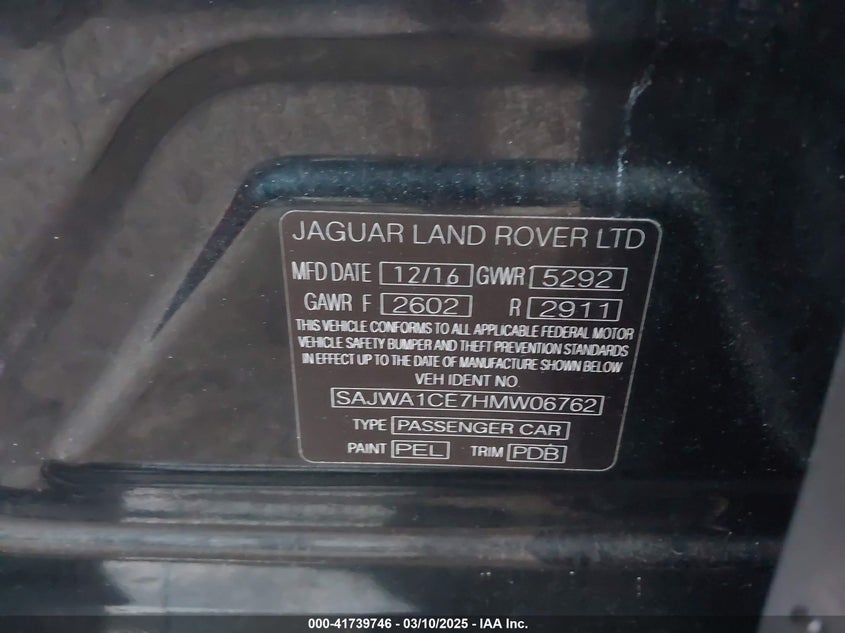 JAGUAR LAND ROVER LTD
MFD DATE 12/16 GVWR 5292
GAWR F 2602 R 2911
THIS VEHICLE CONFORMS TO ALL APPLICABLE FEDERAL MOTOR
VEHICLE SAFETY BUMPER AND THEFT PREVENTION STANDARDS
IN EFFECT UP TO THE DATE OF MANUFACTURE SHOWN BELOW
VEH IDENT NO.
SAJWA1CE7HMW06762
TYPE PASSENGER CAR
PAINT PEL TRIM PDB
000-41739746 — 03/10/2025 — IAA Inc.